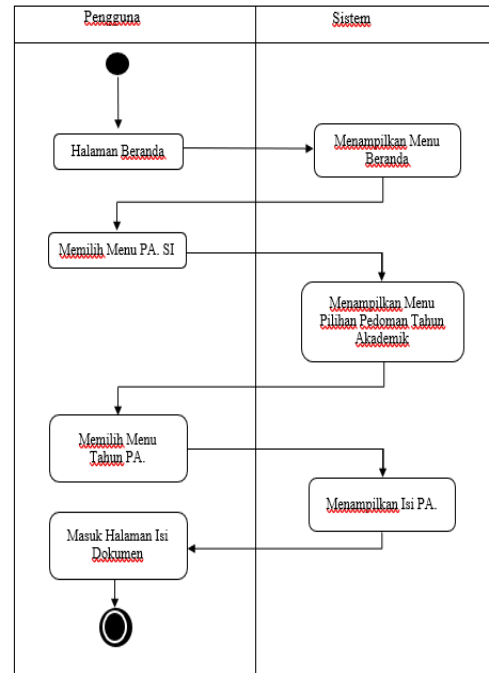 Pengguna
Sistem
Halaman Beranda
Menampilkan Menu
Beranda
Memilih Menu PA. SI
Menampilkan Menu
Pilihan Pedoman Tahun
Akademik
Memilih Menu
Tahun PA.
Menampilkan Isi PA.
Masuk Halaman Isi
Dokumen